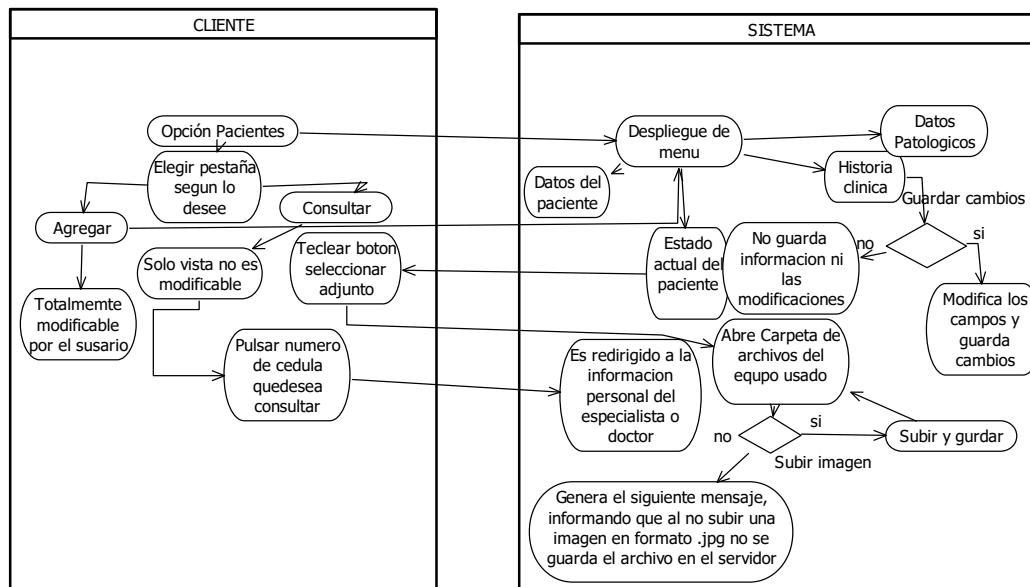 CLIENTE
Opción Pacientes
Elegir pestaña
segun lo
desee
Agregar
Consultar
Solo vista no es
modificable
Teclear boton
seleccionar
adjunto
Totalmemte
modificable
por el susario
Pulsar numero
de cedula
quedesea
consultar
SISTEMA
Despliegue de
menu
Datos
Patologicos
Historia
clinica
Datos del
paciente
Guardar cambios
Estado
actual del
paciente
No guarda
informacion ni
las
modificaciones
no
si
Modifica los
campos y
guarda
cambios
Abre Carpeta de
archivos del
equpo usado
Es redirigido a la
informacion
personal del
especialista o
doctor
no
si
Subir y gurdar
Subir imagen
Genera el siguiente mensaje,
informando que al no subir una
imagen en formato .jpg no se
guarda el archivo en el servidor